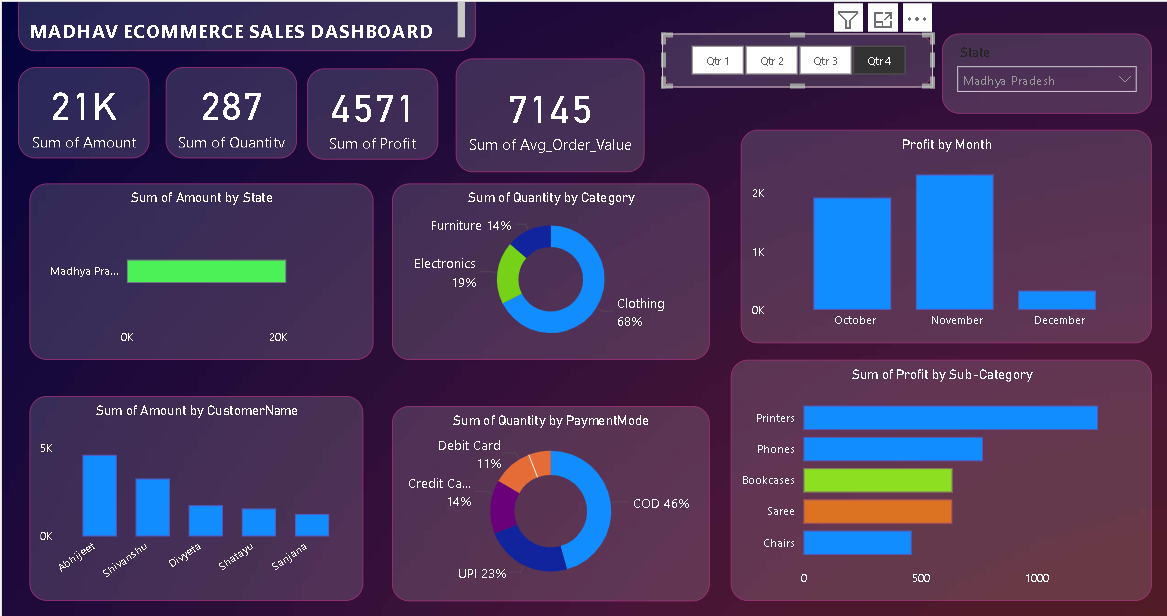 MADHAV ECOMMERCE SALES DASHBOARD
Qtr 1
Qtr 2
Qtr 3
Qtr 4
State
Madhya Pradesh
21K
Sum of Amount
287
Sum of Quantity
4571
Sum of Profit
7145
Sum of Avg_Order_Value
Sum of Amount by State
Madhya Pra...
0K
20K
Sum of Quantity by Category
Furniture 14%
Electronics
19%
Clothing
68%
Profit by Month
2K
1K
0K
October
November
December
Sum of Amount by CustomerName
5K
0K
Abhijeet
Shivanshu
Divyeta
Shatayu
Sanjana
Sum of Quantity by PaymentMode
Debit Card
11%
Credit Ca...
14%
COD 46%
UPI 23%
Sum of Profit by Sub-Category
Printers
Phones
Bookcases
Saree
Chairs
0
500
1000